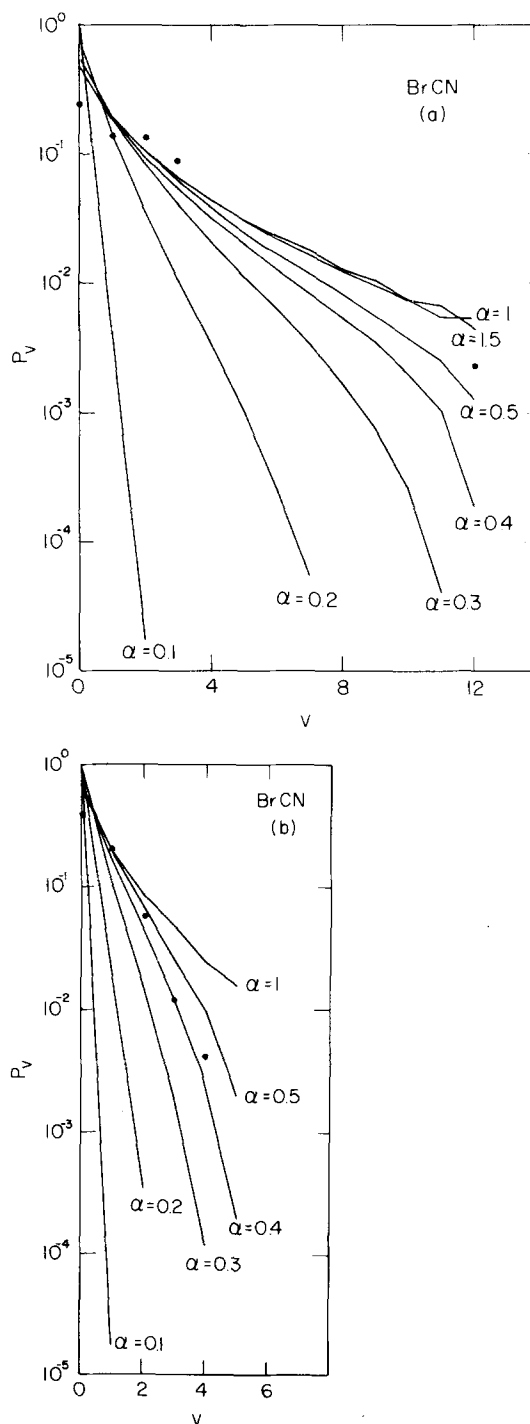 BrCN
(a)
10⁰
10⁻¹
10⁻²
10⁻³
10⁻⁴
10⁻⁵
P_V
α=1
α=1.5
α=0.5
α=0.4
α=0.3
α=0.2
α=0.1
0 4 8 12
V
BrCN
(b)
10⁰
10⁻¹
10⁻²
10⁻³
10⁻⁴
10⁻⁵
P_V
α=1
α=0.5
α=0.4
α=0.3
α=0.2
α=0.1
0 2 4 6
V